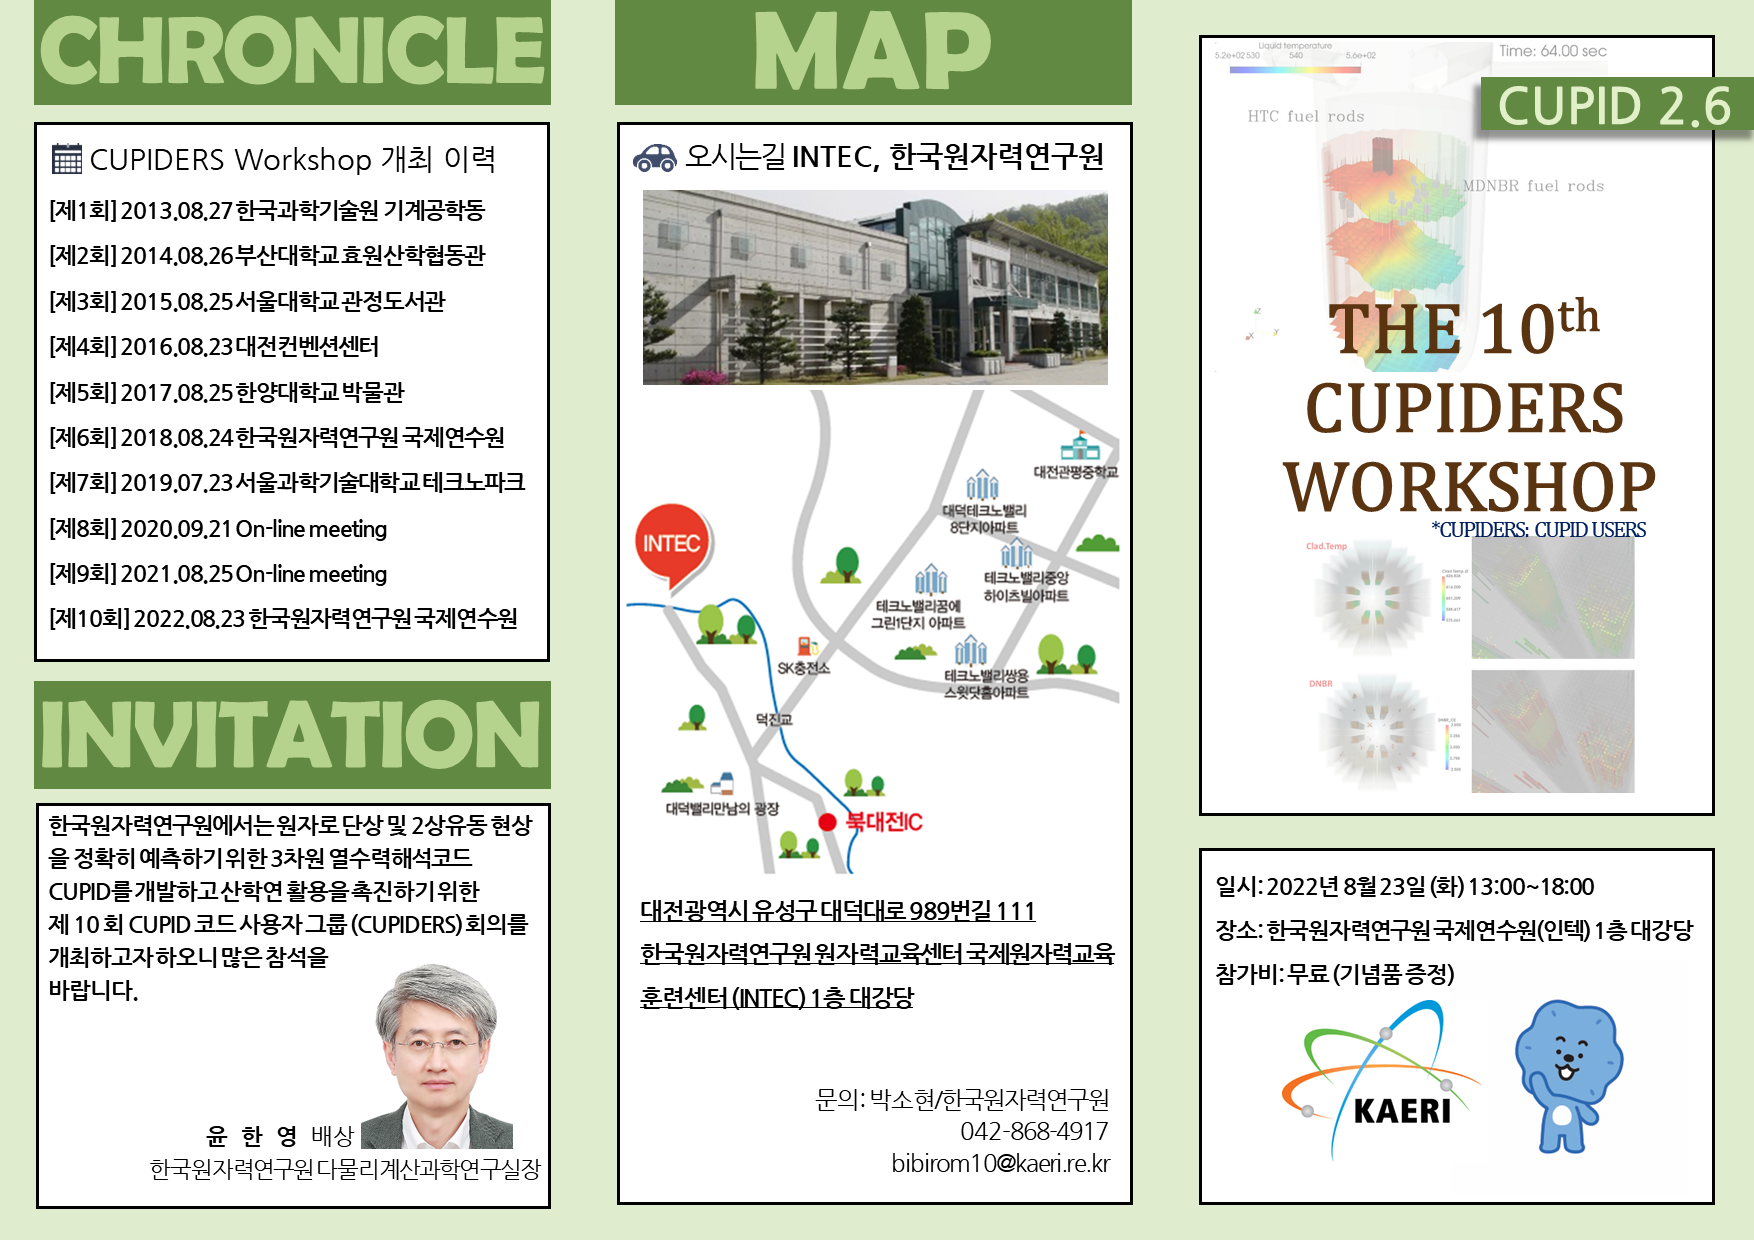 CHRONICLE
CUPIDERS Workshop 개최 이력
[제1회] 2013.08.27 한국과학기술원 기계공학동
[제2회] 2014.08.26 부산대학교 효원산학협동관
[제3회] 2015.08.25 서울대학교 관정도서관
[제4회] 2016.08.23 대전컨벤션센터
[제5회] 2017.08.25 한양대학교 박물관
[제6회] 2018.08.24 한국원자력연구원 국제연수원
[제7회] 2019.07.23 서울과학기술대학교 테크노파크
[제8회] 2020.09.21 On-line meeting
[제9회] 2021.08.25 On-line meeting
[제10회] 2022.08.23 한국원자력연구원 국제연수원
INVITATION
한국원자력연구원에서는 원자로 단상 및 2상유동 현상
을 정확히 예측하기 위한 3차원 열수력해석코드
CUPID를 개발하고 산학연 활용을 촉진하기 위한
제 10 회 CUPID 코드 사용자 그룹 (CUPIDERS) 회의를
개최하고자 하오니 많은 참석을
바랍니다.
윤 한 영 배상
한국원자력연구원 다물리계산과학연구실장
MAP
오시는길 INTEC, 한국원자력연구원
대전관평중학교
대덕테크노밸리
8단지아파트
INTEC
테크노밸리중앙
하이츠빌아파트
테크노밸리꿈에
그린1단지 아파트
SK충전소
테크노밸리쌍용
스윗닷홈아파트
덕진교
대덕밸리만남의 광장
북대전IC
대전광역시 유성구 대덕대로 989번길 111
한국원자력연구원 원자력교육센터 국제원자력교육
훈련센터 (INTEC) 1층 대강당
문의 : 박소현/한국원자력연구원
042-868-4917
bibirom10@kaeri.re.kr
Liquid temperature
5.2e+02 530 540 5.6e+02
Time: 64.00 sec
CUPID 2.6
HTC fuel rods
MDNBR fuel rods
Z
X
Y
THE 10th
CUPIDERS
WORKSHOP
*CUPIDERS: CUPID USERS
Clad.Temp
DNBR
일시 : 2022년 8월 23일 (화) 13:00~18:00
장소 : 한국원자력연구원 국제연수원(인텍) 1층 대강당
참가비 : 무료 (기념품 증정)
KAERI